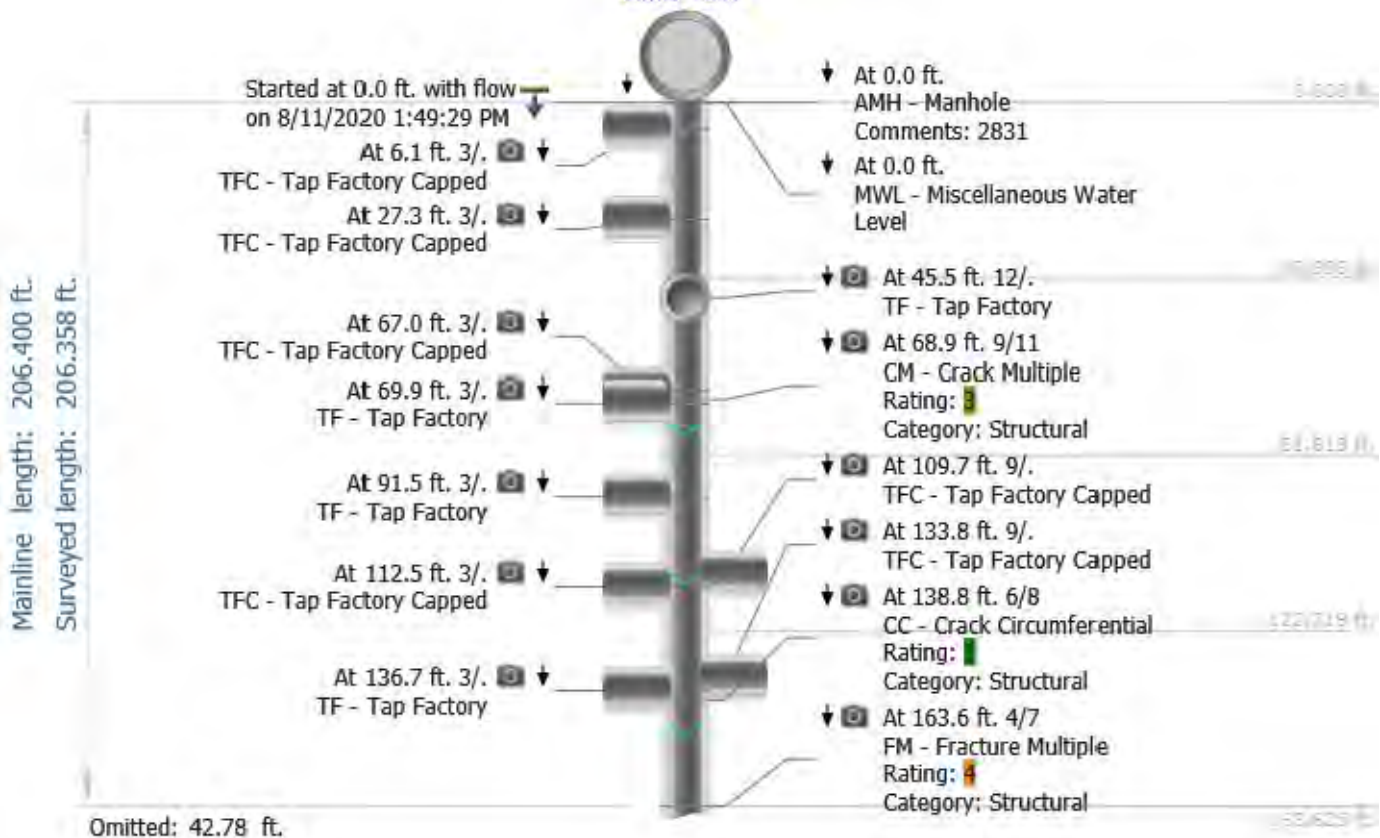 Started at 0.0 ft. with flow
on 8/11/2020 1:49:29 PM
At 6.1 ft. 3/.
TFC - Tap Factory Capped
At 27.3 ft. 3/.
TFC - Tap Factory Capped
At 67.0 ft. 3/.
TFC - Tap Factory Capped
At 69.9 ft. 3/.
TF - Tap Factory
At 91.5 ft. 3/.
TF - Tap Factory
At 112.5 ft. 3/.
TFC - Tap Factory Capped
At 136.7 ft. 3/.
TF - Tap Factory
At 0.0 ft.
AMH - Manhole
Comments: 2831
At 0.0 ft.
MWL - Miscellaneous Water
Level
At 45.5 ft. 12/.
TF - Tap Factory
At 68.9 ft. 9/11
CM - Crack Multiple
Rating: 3
Category: Structural
At 109.7 ft. 9/.
TFC - Tap Factory Capped
At 133.8 ft. 9/.
TFC - Tap Factory Capped
At 138.8 ft. 6/8
CC - Crack Circumferential
Rating:
Category: Structural
At 163.6 ft. 4/7
FM - Fracture Multiple
Rating: 4
Category: Structural
Mainline length: 206.400 ft.
Surveyed length: 206.358 ft.
Omitted: 42.78 ft.